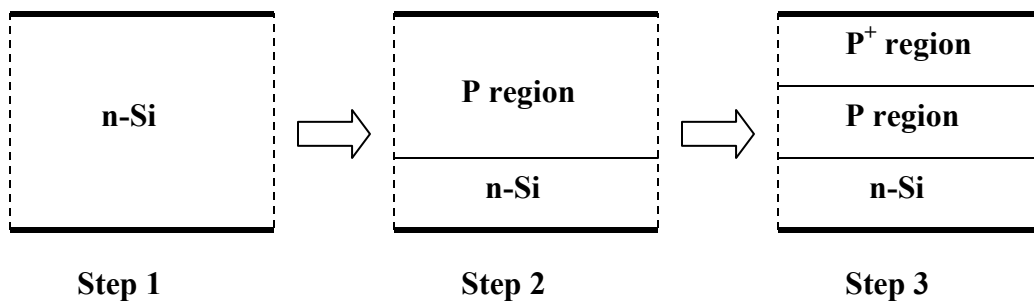 n-Si
Step 1
P region
n-Si
Step 2
P⁺ region
P region
n-Si
Step 3